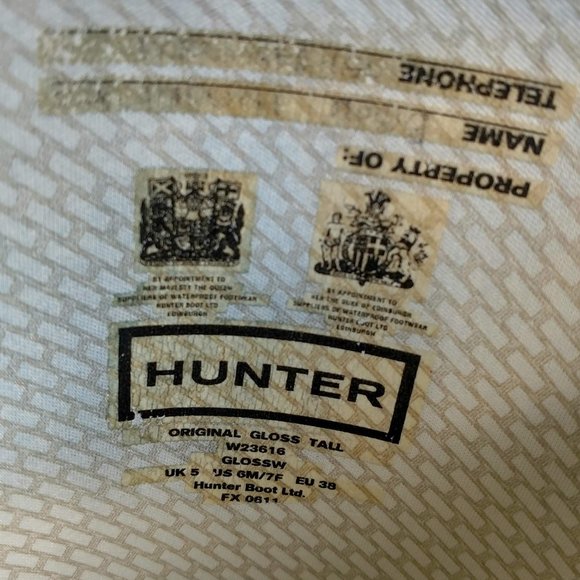 TELEPHONE
NAME
PROPERTY OF:
BY APPOINTMENT TO
HER MAJESTY THE QUEEN
SUPPLIERS OF WATERPROOF FOOTWEAR
HUNTER BOOT LTD
EDINBURGH
BY APPOINTMENT TO
HRH THE DUKE OF EDINBURGH
SUPPLIERS OF WATERPROOF FOOTWEAR
HUNTER BOOT LTD
EDINBURGH
HUNTER
ORIGINAL GLOSS TALL
W23616
GLOSSW
UK 5 US 6M/7F EU 38
Hunter Boot Ltd.
FX 0611